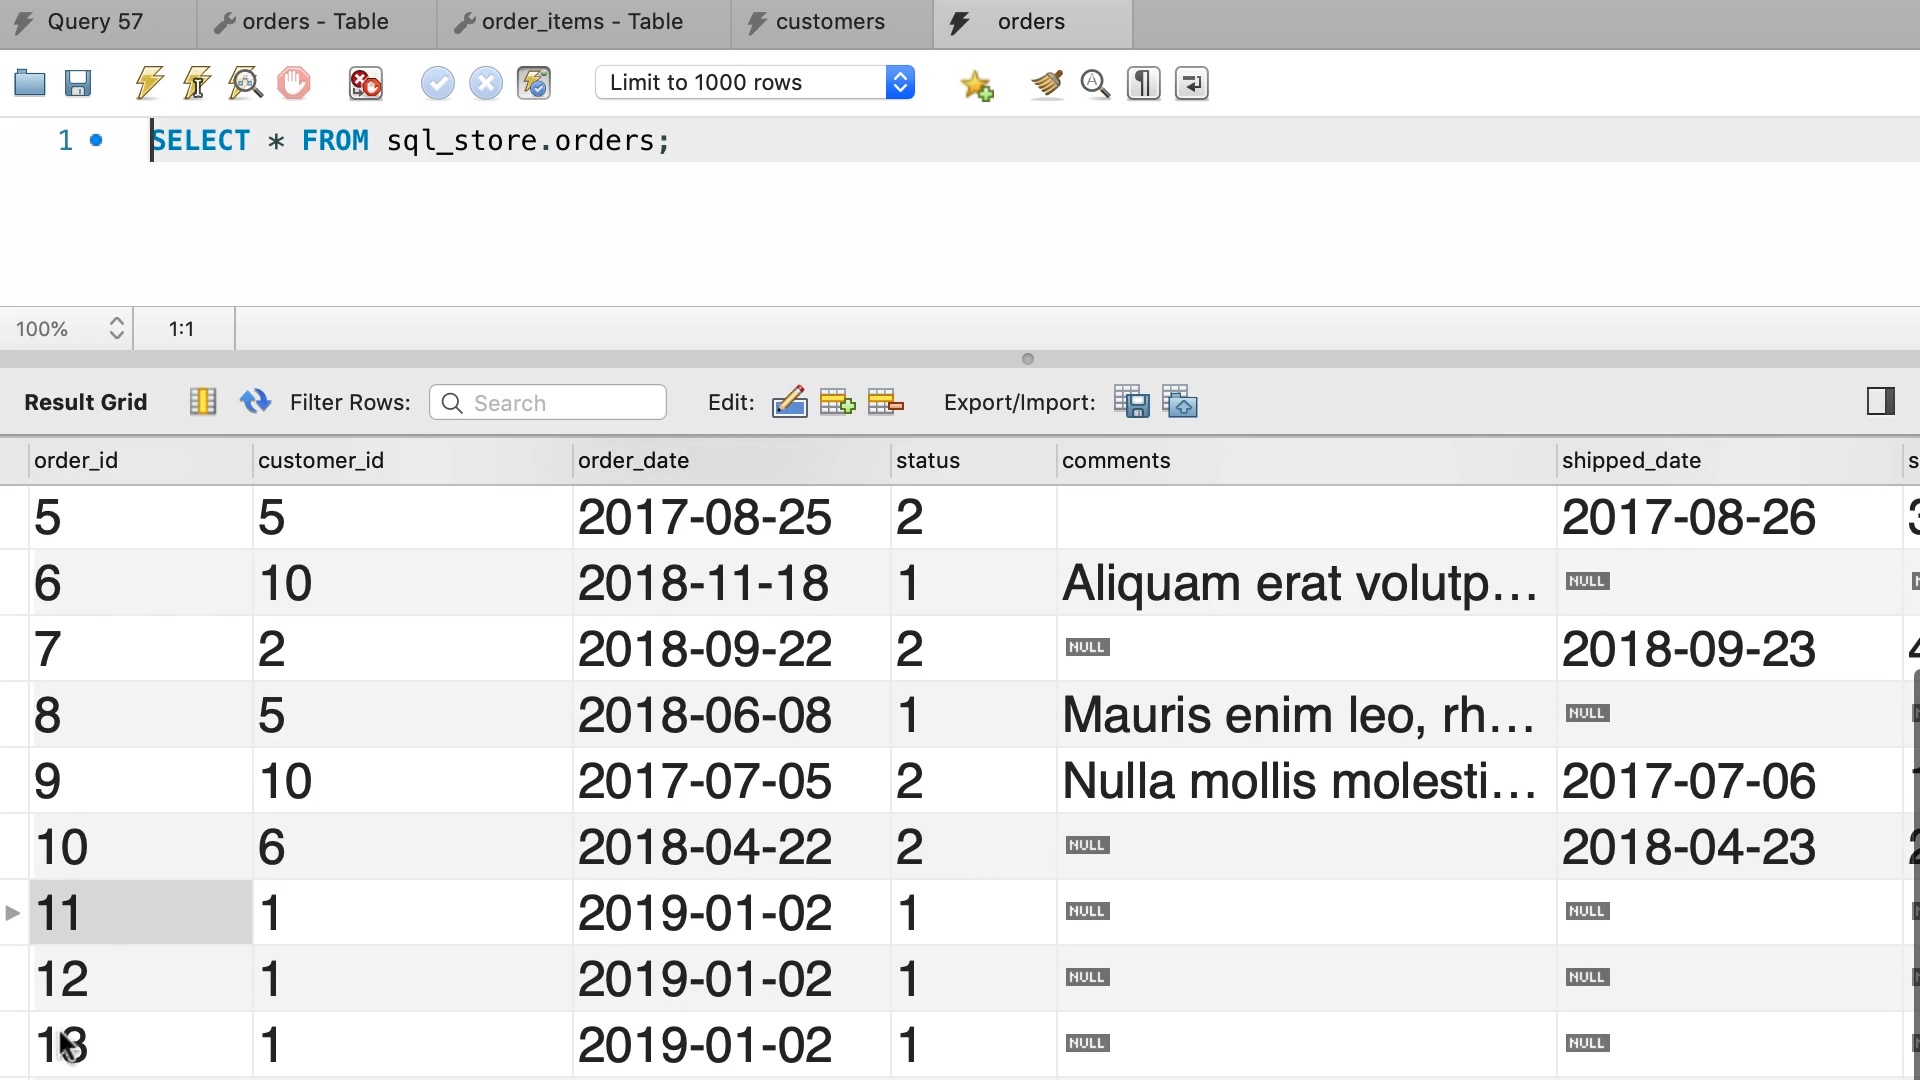 Query 57 orders - Table order_items - Table customers orders
Limit to 1000 rows
1 SELECT * FROM sql_store.orders;
100% 1:1
Result Grid Filter Rows: Search Edit: Export/Import:
order_id customer_id order_date status comments shipped_date s
5 5 2017-08-25 2 2017-08-26
6 10 2018-11-18 1 Aliquam erat volutp... NULL
7 2 2018-09-22 2 NULL 2018-09-23
8 5 2018-06-08 1 Mauris enim leo, rh... NULL
9 10 2017-07-05 2 Nulla mollis molesti... 2017-07-06
10 6 2018-04-22 2 NULL 2018-04-23
11 1 2019-01-02 1 NULL NULL
12 1 2019-01-02 1 NULL NULL
13 1 2019-01-02 1 NULL NULL